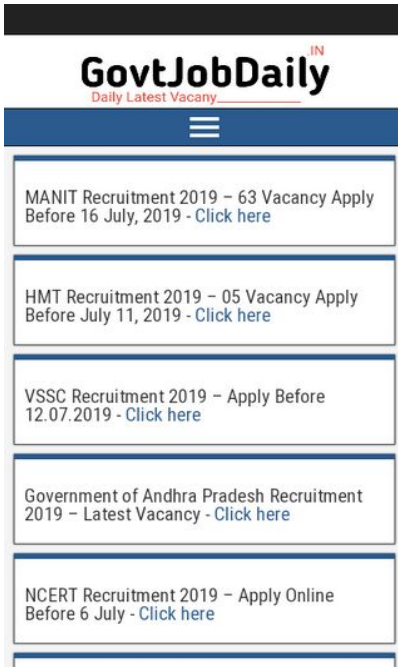 .IN
GovtJobDaily
Daily Latest Vacany
MANIT Recruitment 2019 – 63 Vacancy Apply
Before 16 July, 2019 - Click here
HMT Recruitment 2019 – 05 Vacancy Apply
Before July 11, 2019 - Click here
VSSC Recruitment 2019 – Apply Before
12.07.2019 - Click here
Government of Andhra Pradesh Recruitment
2019 – Latest Vacancy - Click here
NCERT Recruitment 2019 – Apply Online
Before 6 July - Click here